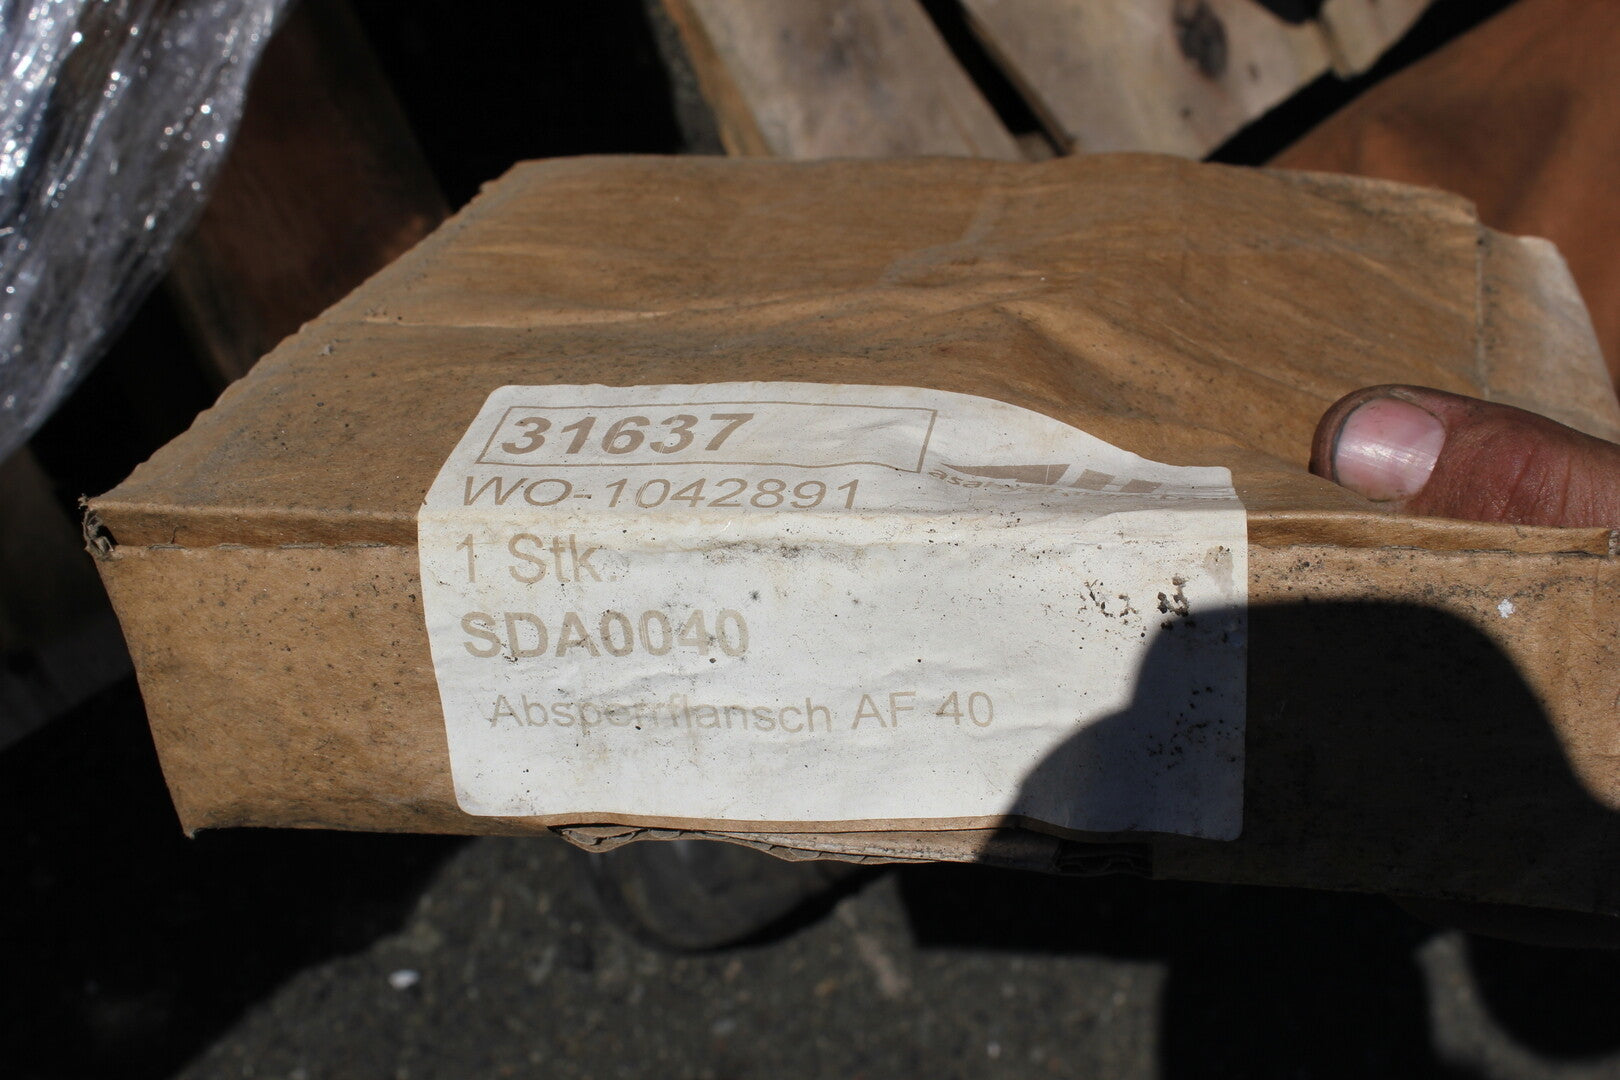 31637
WO-1042891
1 Stk.
SDA0040
Absperrflansch AF 40